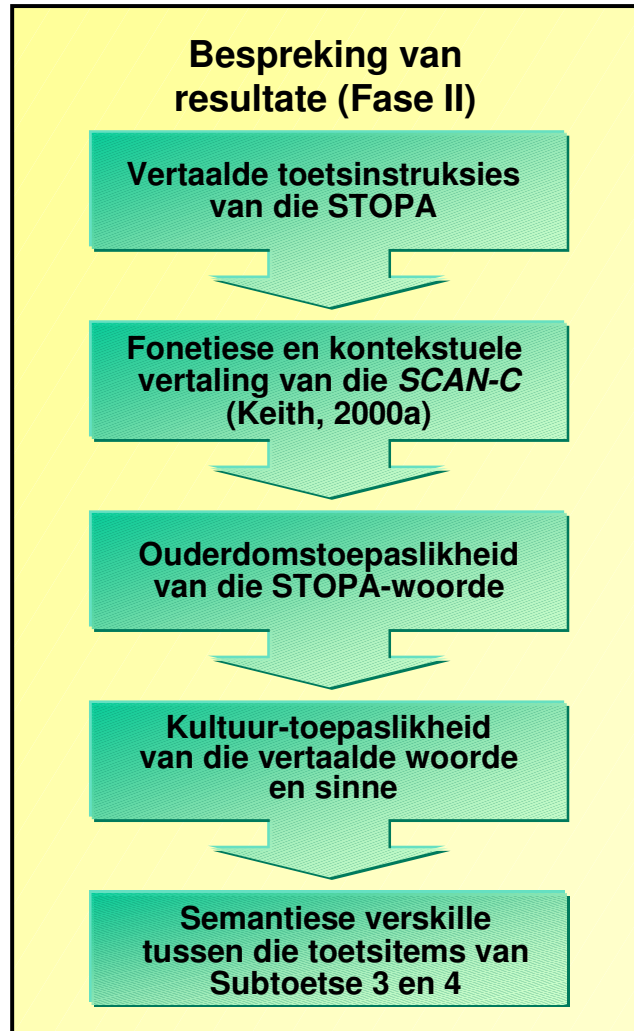 Bespreking van
resultate (Fase II)
Vertaalde toetsinstruksies
van die STOPA
Fonetiese en kontekstuele
vertaling van die SCAN-C
(Keith, 2000a)
Ouderdomstoepaslikheid
van die STOPA-woorde
Kultuur-toepaslikheid
van die vertaalde woorde
en sinne
Semantiese verskille
tussen die toetsitems van
Subtoetse 3 en 4